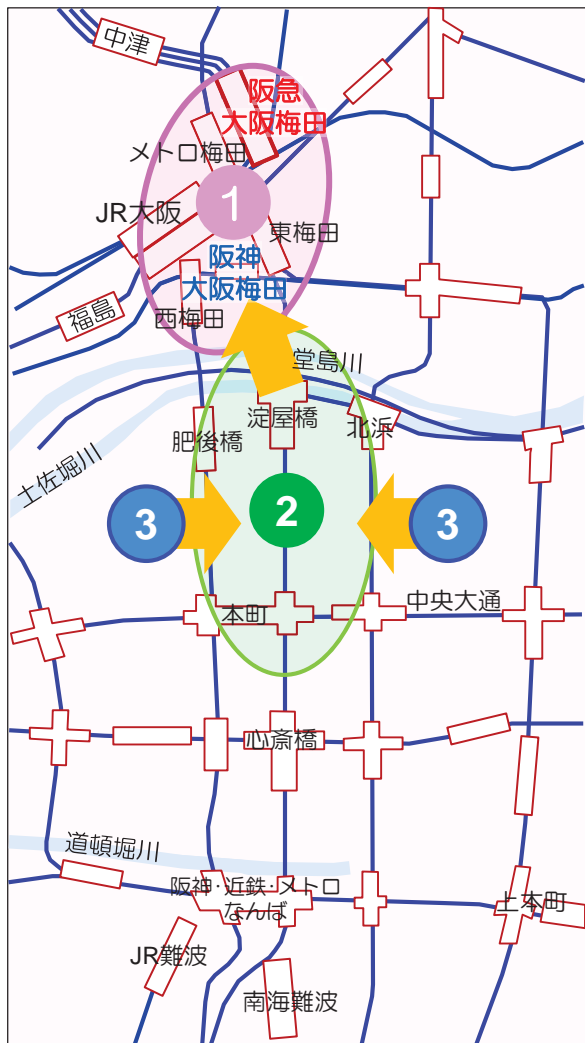 中津
阪急
大阪梅田
メトロ梅田
1
JR大阪
東梅田
阪神
大阪梅田
福島
西梅田
堂島川
淀屋橋
北浜
肥後橋
土佐堀川
3
2
3
本町
中央大通
心斎橋
道頓堀川
阪神・近鉄・メトロ
なんば
上本町
JR難波
南海難波